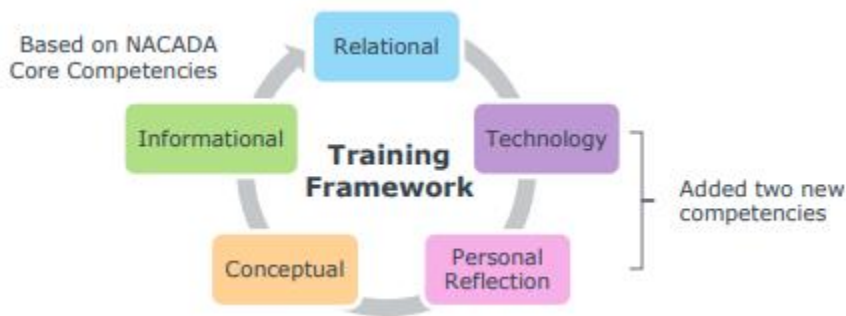 Based on NACADA
Core Competencies
Relational
Informational
Technology
Training
Framework
Added two new
competencies
Conceptual
Personal
Reflection